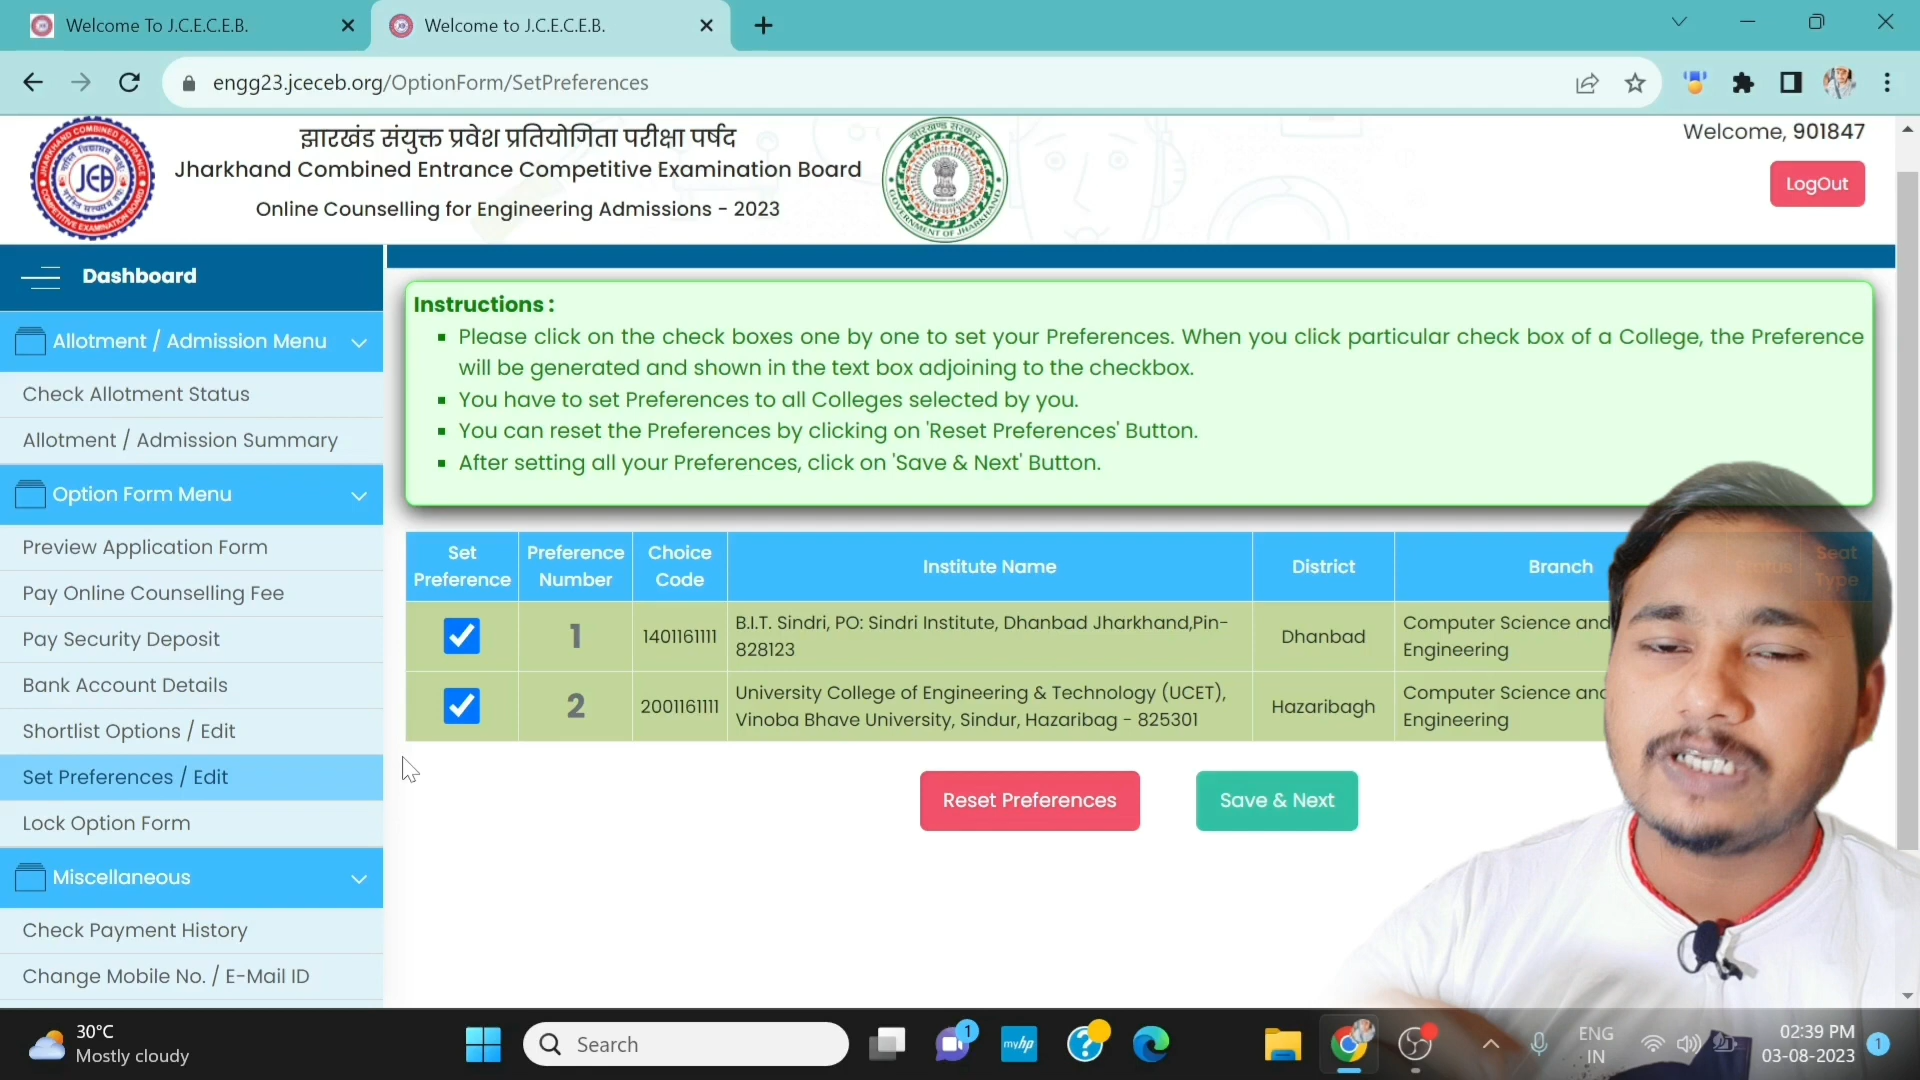 Welcome To J.C.E.C.E.B.
Welcome to J.C.E.C.E.B.
engg23.jceceb.org/OptionForm/SetPreferences
झारखंड संयुक्त प्रवेश प्रतियोगिता परीक्षा पर्षद
Jharkhand Combined Entrance Competitive Examination Board
Online Counselling for Engineering Admissions - 2023
JCEB
Welcome, 901847
LogOut
Dashboard
Allotment / Admission Menu
Check Allotment Status
Allotment / Admission Summary
Option Form Menu
Preview Application Form
Pay Online Counselling Fee
Pay Security Deposit
Bank Account Details
Shortlist Options / Edit
Set Preferences / Edit
Lock Option Form
Miscellaneous
Check Payment History
Change Mobile No. / E-Mail ID
Instructions :
Please click on the check boxes one by one to set your Preferences. When you click particular check box of a College, the Preference
will be generated and shown in the text box adjoining to the checkbox.
You have to set Preferences to all Colleges selected by you.
You can reset the Preferences by clicking on 'Reset Preferences' Button.
After setting all your Preferences, click on 'Save & Next' Button.
Set Preference
Preference Number
Choice Code
Institute Name
District
Branch
Status
Seat Type
1
1401161111
B.I.T. Sindri, PO: Sindri Institute, Dhanbad Jharkhand,Pin-
828123
Dhanbad
Computer Science and
Engineering
2
2001161111
University College of Engineering & Technology (UCET),
Vinoba Bhave University, Sindur, Hazaribag - 825301
Hazaribagh
Computer Science and
Engineering
Reset Preferences
Save & Next
30°C
Mostly cloudy
Search
1
myhp
ENG
IN
02:39 PM
03-08-2023
1